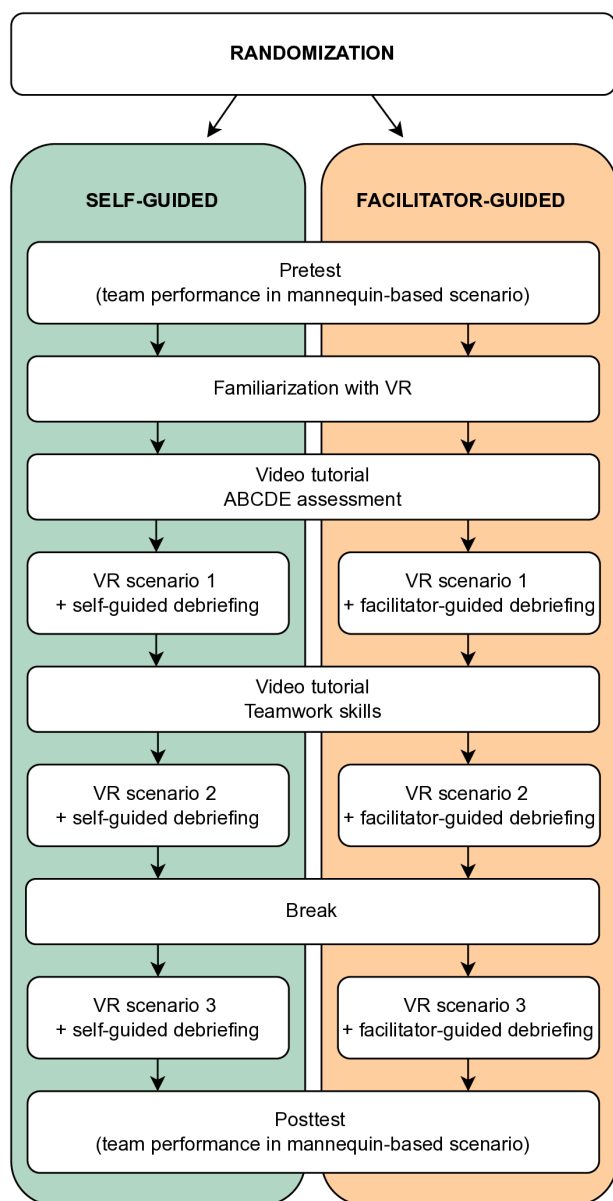 RANDOMIZATION
SELF-GUIDED
FACILITATOR-GUIDED
Pretest
(team performance in mannequin-based scenario)
Familiarization with VR
Video tutorial
ABCDE assessment
VR scenario 1
+ self-guided debriefing
VR scenario 1
+ facilitator-guided debriefing
Video tutorial
Teamwork skills
VR scenario 2
+ self-guided debriefing
VR scenario 2
+ facilitator-guided debriefing
Break
VR scenario 3
+ self-guided debriefing
VR scenario 3
+ facilitator-guided debriefing
Posttest
(team performance in mannequin-based scenario)